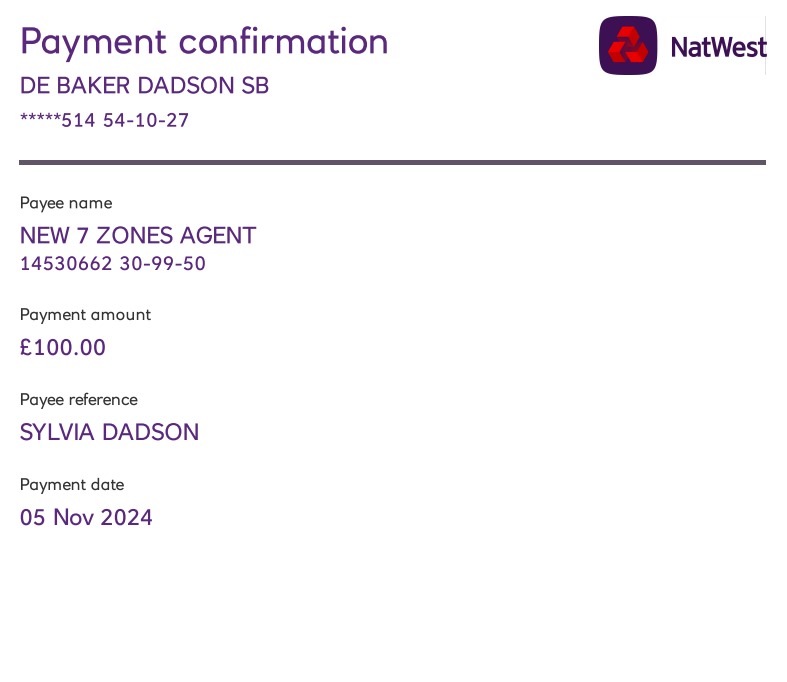 Payment confirmation
NatWest
DE BAKER DADSON SB
*****514 54-10-27
Payee name
NEW 7 ZONES AGENT
14530662 30-99-50
Payment amount
£100.00
Payee reference
SYLVIA DADSON
Payment date
05 Nov 2024